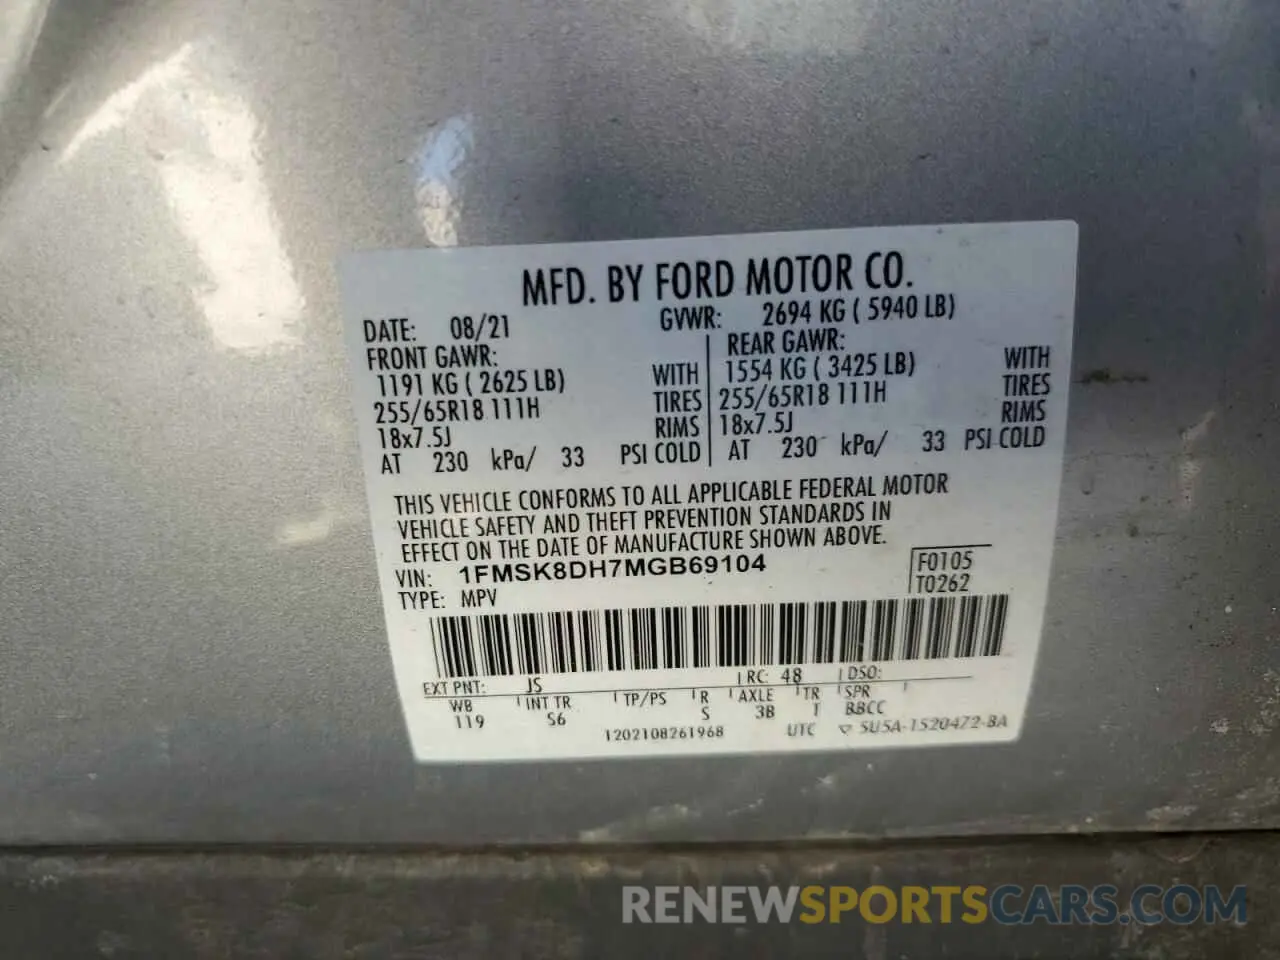 MFD. BY FORD MOTOR CO.
DATE: 08/21 GVWR: 2694 KG ( 5940 LB)
FRONT GAWR: REAR GAWR:
1191 KG ( 2625 LB) WITH 1554 KG ( 3425 LB) WITH
255/65R18 111H TIRES 255/65R18 111H TIRES
18x7.5J RIMS 18x7.5J RIMS
AT 230 kPa/ 33 PSI COLD AT 230 kPa/ 33 PSI COLD
THIS VEHICLE CONFORMS TO ALL APPLICABLE FEDERAL MOTOR
VEHICLE SAFETY AND THEFT PREVENTION STANDARDS IN
EFFECT ON THE DATE OF MANUFACTURE SHOWN ABOVE.
VIN: 1FMSK8DH7MGB69104 F0105
TYPE: MPV T0262
EXT PNT: JS RC: 48 DSO:
WB INT TR TP/PS R AXLE TR SPR
119 S6 S 3B T BBCC
1202108261968 UTC 5U5A-1520472-BA
RENEWSPORTSCARS.COM